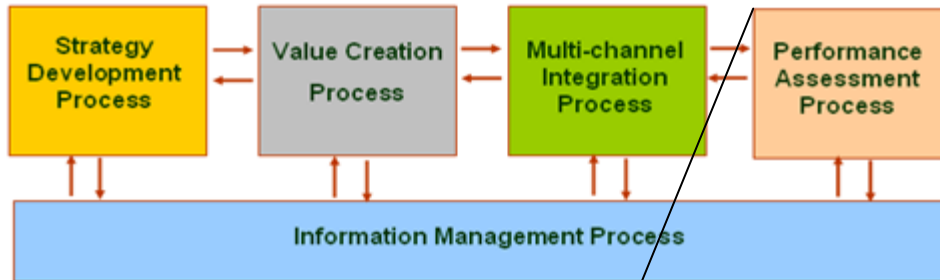 Strategy
Development
Process
Value Creation
Process
Multi-channel
Integration
Process
Performance
Assessment
Process
Information Management Process